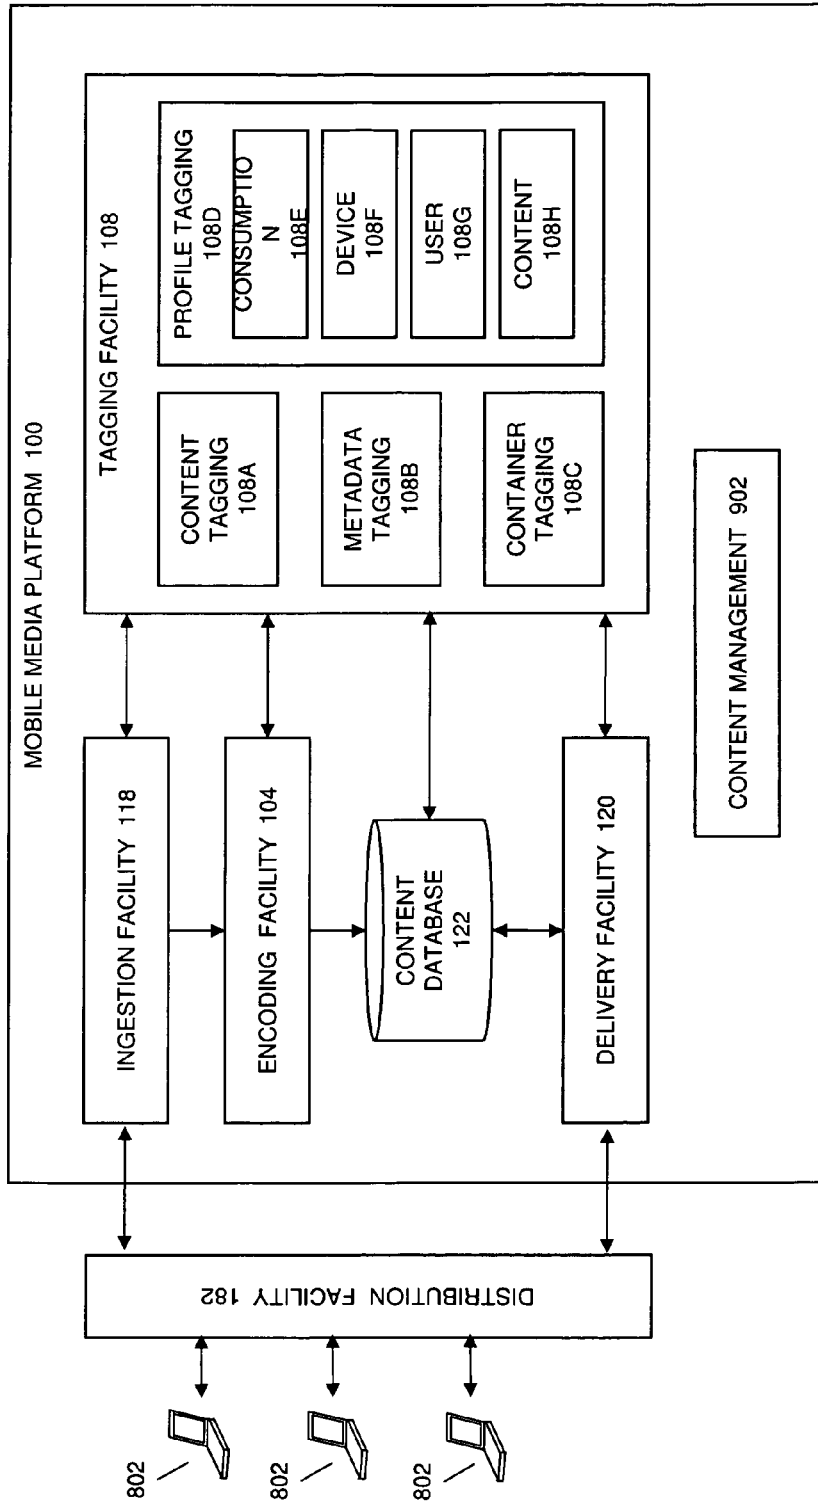 MOBILE MEDIA PLATFORM 100
TAGGING FACILITY 108
INGESTION FACILITY 118
ENCODING FACILITY 104
CONTENT
DATABASE
122
DELIVERY FACILITY 120
CONTENT
TAGGING
108A
METADATA
TAGGING
108B
CONTAINER
TAGGING
108C
PROFILE TAGGING
108D
CONSUMPTIO
N
108E
DEVICE
108F
USER
108G
CONTENT
108H
CONTENT MANAGEMENT 902
DISTRIBUTION FACILITY 182
802
802
802